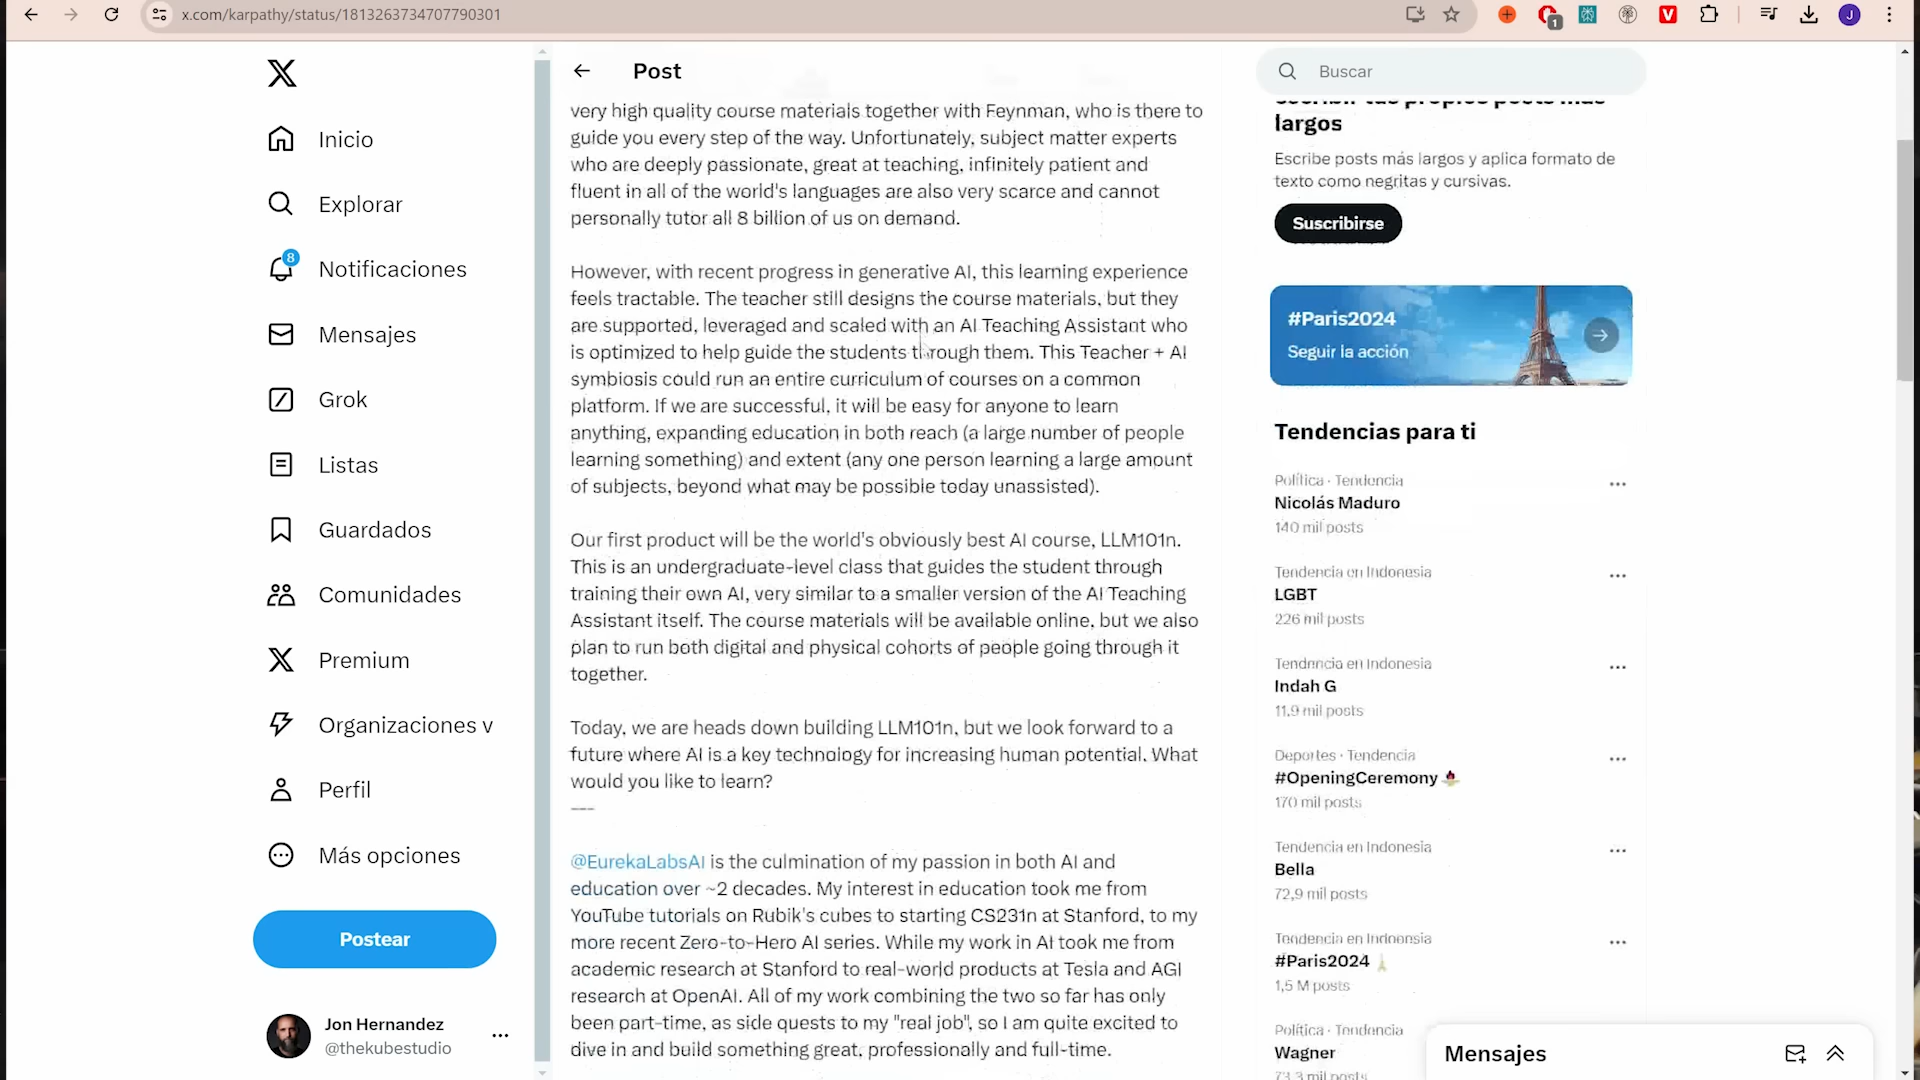 x.com/karpathy/status/1813263734707790301
1
J
Inicio
Explorar
8
Notificaciones
Mensajes
Grok
Listas
Guardados
Comunidades
Premium
Organizaciones v
Perfil
Más opciones
Postear
Jon Hernandez
@thekubestudio
Post
very high quality course materials together with Feynman, who is there to
guide you every step of the way. Unfortunately, subject matter experts
who are deeply passionate, great at teaching, infinitely patient and
fluent in all of the world's languages are also very scarce and cannot
personally tutor all 8 billion of us on demand.
However, with recent progress in generative AI, this learning experience
feels tractable. The teacher still designs the course materials, but they
are supported, leveraged and scaled with an AI Teaching Assistant who
is optimized to help guide the students through them. This Teacher + AI
symbiosis could run an entire curriculum of courses on a common
platform. If we are successful, it will be easy for anyone to learn
anything, expanding education in both reach (a large number of people
learning something) and extent (any one person learning a large amount
of subjects, beyond what may be possible today unassisted).
Our first product will be the world's obviously best AI course, LLM101n.
This is an undergraduate-level class that guides the student through
training their own AI, very similar to a smaller version of the AI Teaching
Assistant itself. The course materials will be available online, but we also
plan to run both digital and physical cohorts of people going through it
together.
Today, we are heads down building LLM101n, but we look forward to a
future where AI is a key technology for increasing human potential. What
would you like to learn?
---
@EurekaLabsAI is the culmination of my passion in both AI and
education over ~2 decades. My interest in education took me from
YouTube tutorials on Rubik's cubes to starting CS231n at Stanford, to my
more recent Zero-to-Hero AI series. While my work in AI took me from
academic research at Stanford to real-world products at Tesla and AGI
research at OpenAI. All of my work combining the two so far has only
been part-time, as side quests to my "real job", so I am quite excited to
dive in and build something great, professionally and full-time.
Buscar
escribir tus propios posts más
largos
Escribe posts más largos y aplica formato de
texto como negritas y cursivas.
Suscribirse
#Paris2024
Seguir la acción
Tendencias para ti
Política · Tendencia
Nicolás Maduro
140 mil posts
Tendencia en Indonesia
LGBT
226 mil posts
Tendencia en Indonesia
Indah G
11,9 mil posts
Deportes · Tendencia
#OpeningCeremony
170 mil posts
Tendencia en Indonesia
Bella
72,9 mil posts
Tendencia en Indonesia
#Paris2024
1,5 M posts
Política · Tendencia
Wagner
73,3 mil posts
Mensajes